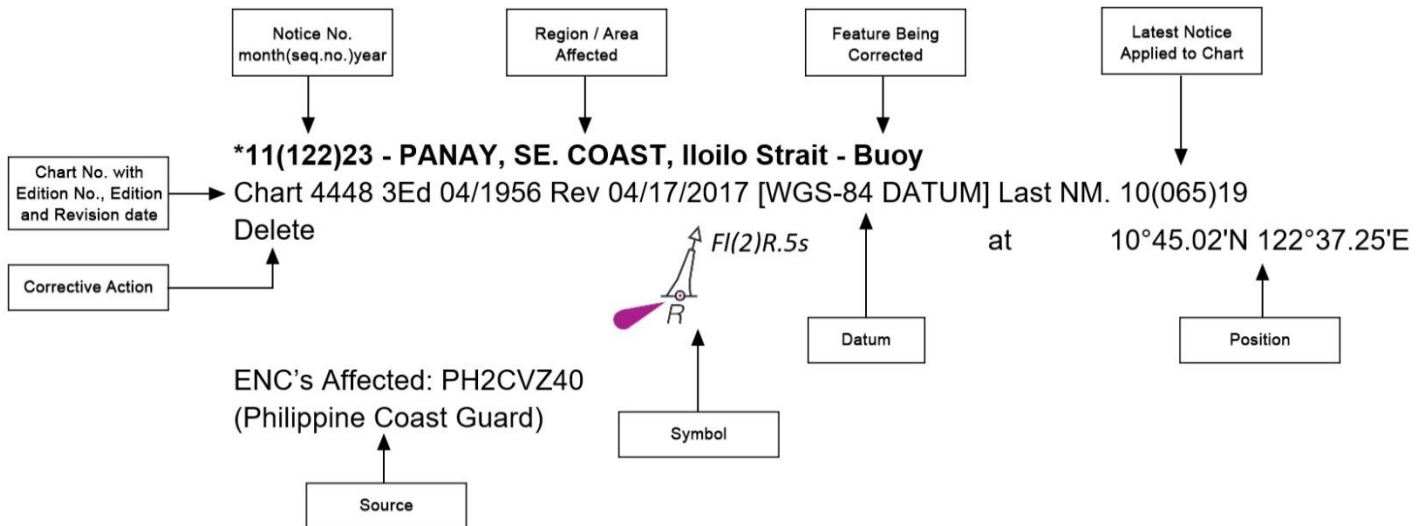 Notice No.
month(seq.no.)year
Region / Area
Affected
Feature Being
Corrected
Latest Notice
Applied to Chart
*11(122)23 - PANAY, SE. COAST, Iloilo Strait - Buoy
Chart No. with
Edition No., Edition
and Revision date
Chart 4448 3Ed 04/1956 Rev 04/17/2017 [WGS-84 DATUM] Last NM. 10(065)19
Delete
Fl(2)R.5s
at
10°45.02'N 122°37.25'E
Corrective Action
R
Datum
Position
ENC’s Affected: PH2CVZ40
(Philippine Coast Guard)
Symbol
Source